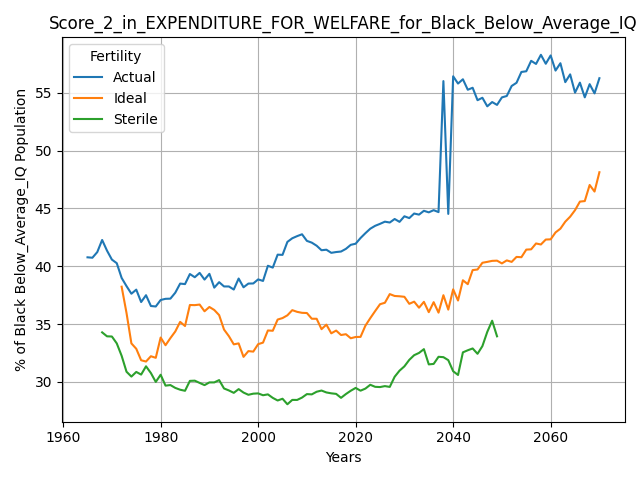 Score_2_in_EXPENDITURE_FOR_WELFARE_for_Black_Below_Average_IQ
Fertility
Actual
Ideal
Sterile
% of Black Below_Average_IQ Population
55
50
45
40
35
30
1960 1980 2000 2020 2040 2060
Years